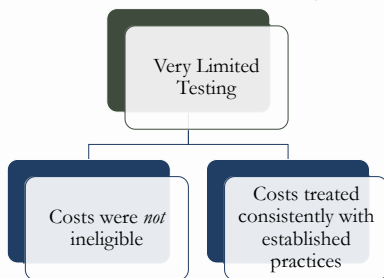 Very Limited
Testing
Costs were not
ineligible
Costs treated
consistently with
established
practices